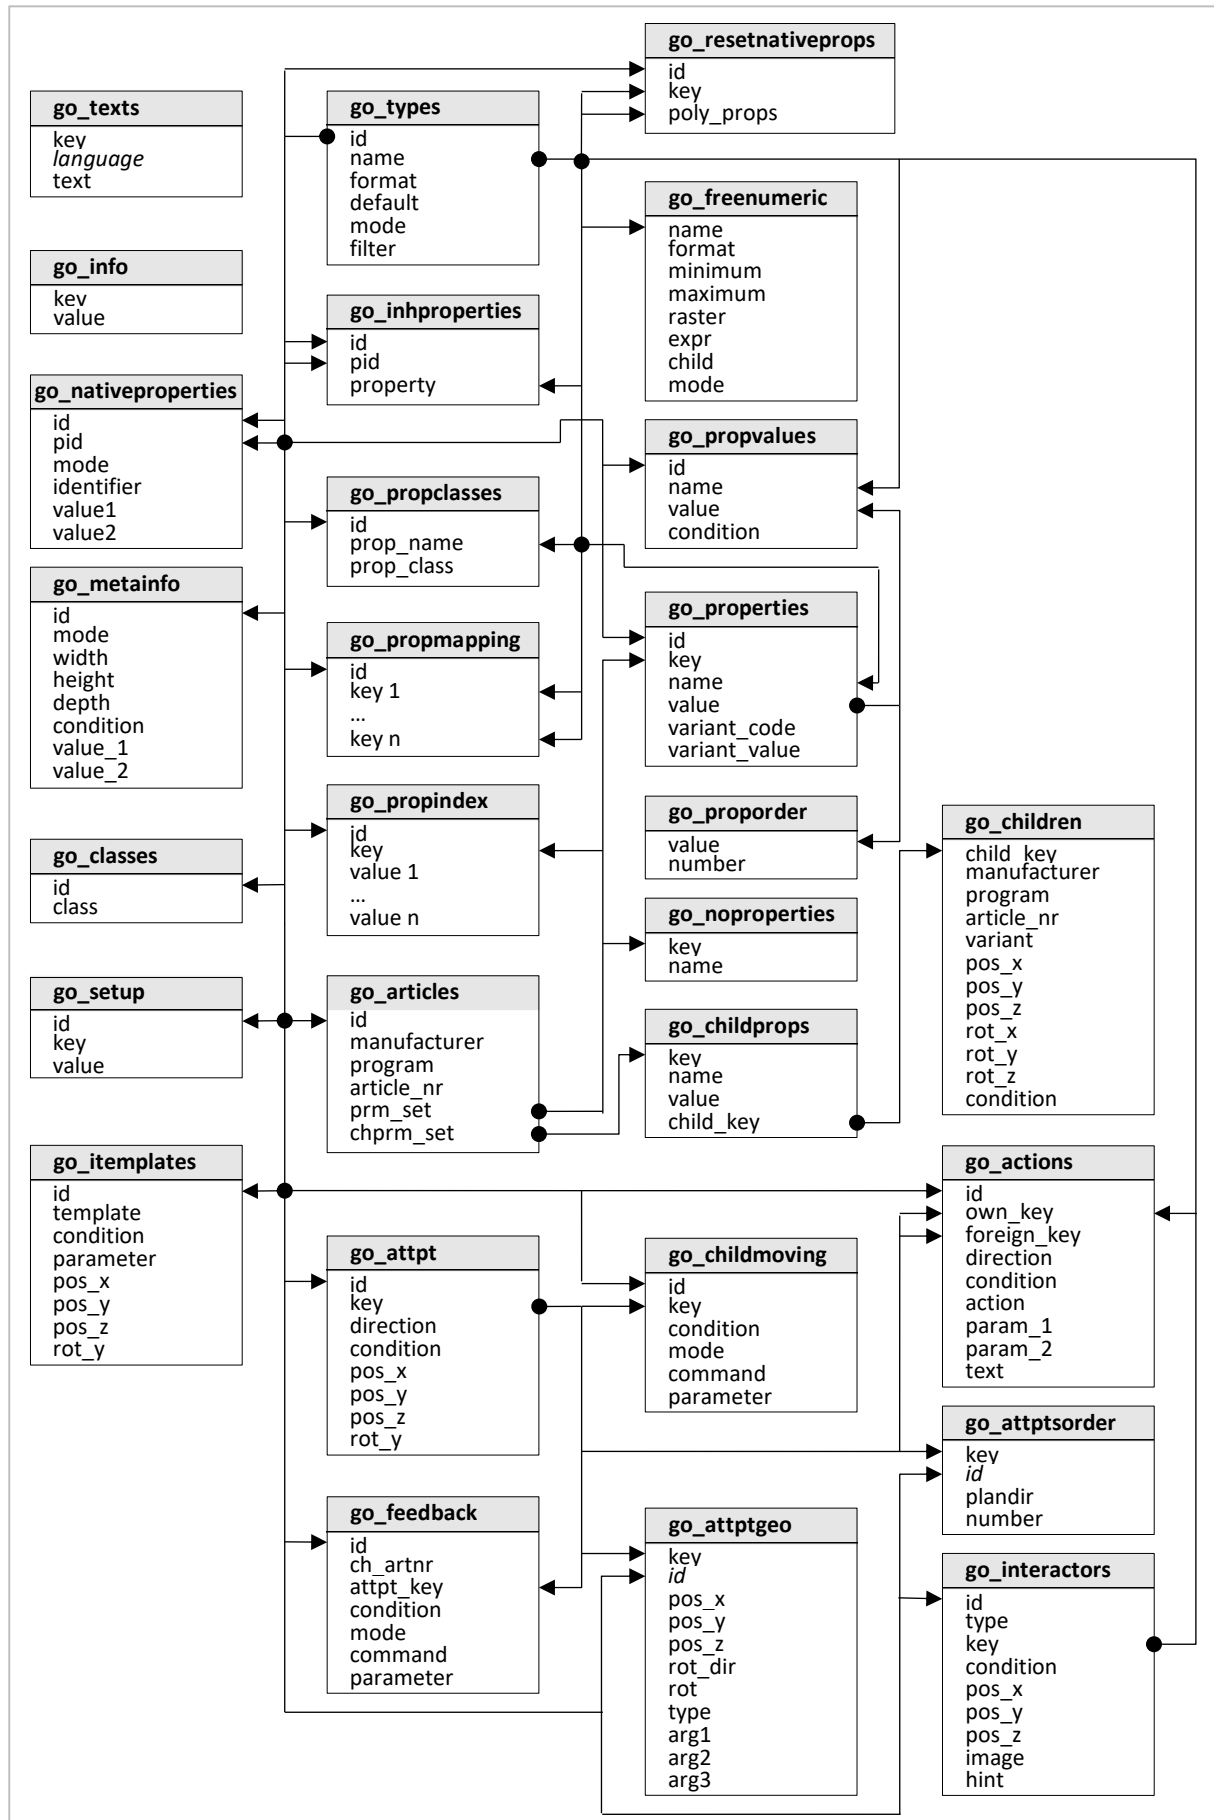 go_resetnativeprops
id
key
poly_props
go_texts
key
language
text
go_types
id
name
format
default
mode
filter
go_freenumeric
name
format
minimum
maximum
raster
expr
child
mode
go_info
key
value
go_inhproperties
id
pid
property
go_nativeproperties
id
pid
mode
identifier
value1
value2
go_propvalues
id
name
value
condition
go_propclasses
id
prop_name
prop_class
go_metainfo
id
mode
width
height
depth
condition
value_1
value_2
go_properties
id
key
name
value
variant_code
variant_value
go_propmapping
id
key 1
...
key n
go_propindex
id
key
value 1
...
value n
go_proporder
value
number
go_children
child_key
manufacturer
program
article_nr
variant
pos_x
pos_y
pos_z
rot_x
rot_y
rot_z
condition
go_classes
id
class
go_noproperties
key
name
go_setup
id
key
value
go_articles
id
manufacturer
program
article_nr
prm_set
chprm_set
go_childprops
key
name
value
child_key
go_itemplates
id
template
condition
parameter
pos_x
pos_y
pos_z
rot_y
go_actions
id
own_key
foreign_key
direction
condition
action
param_1
param_2
text
go_attpt
id
key
direction
condition
pos_x
pos_y
pos_z
rot_y
go_childmoving
id
key
condition
mode
command
parameter
go_attptsorder
key
id
plandir
number
go_feedback
id
ch_artnr
attpt_key
condition
mode
command
parameter
go_attptgeo
key
id
pos_x
pos_y
pos_z
rot_dir
rot
type
arg1
arg2
arg3
go_interactors
id
type
key
condition
pos_x
pos_y
pos_z
image
hint